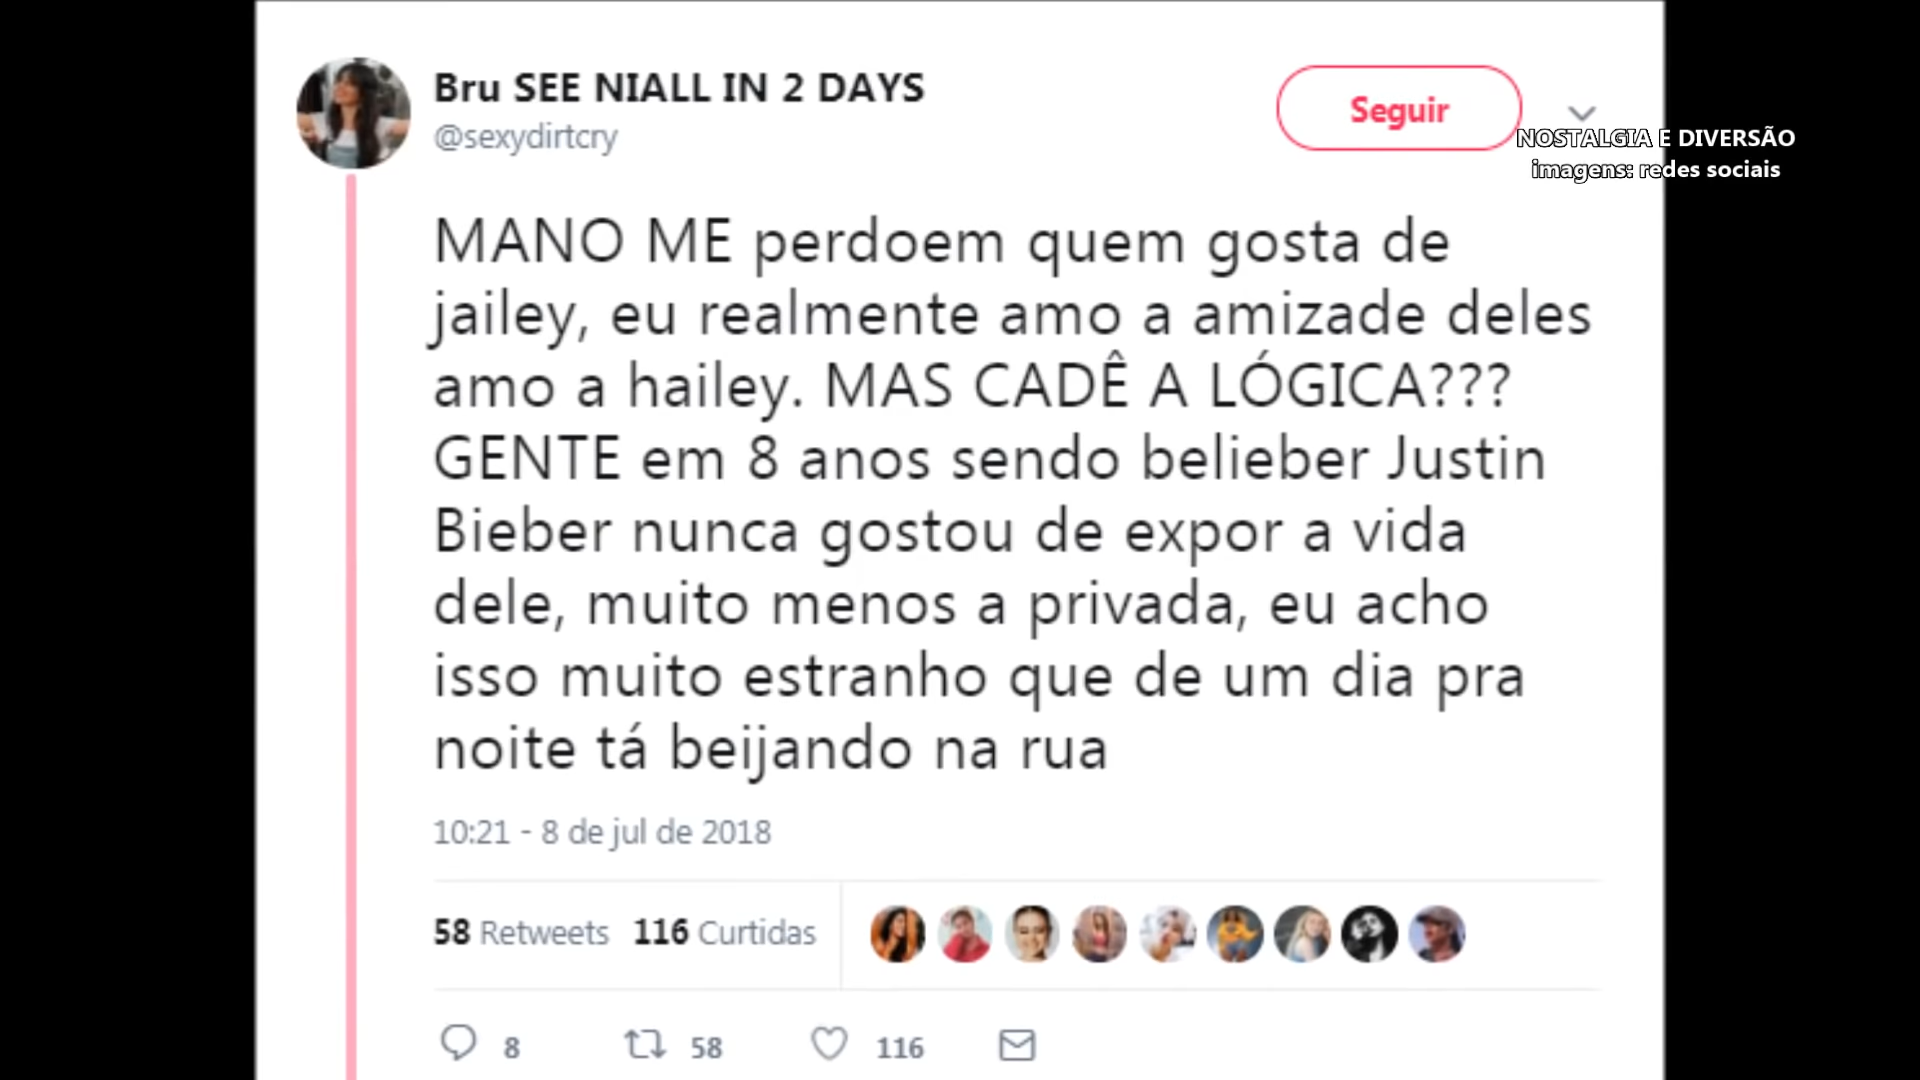 Bru SEE NIALL IN 2 DAYS
@sexydirtcry
Seguir
NOSTALGIA E DIVERSÃO
imagens: redes sociais
MANO ME perdoem quem gosta de
jailey, eu realmente amo a amizade deles
amo a hailey. MAS CADÊ A LÓGICA???
GENTE em 8 anos sendo belieber Justin
Bieber nunca gostou de expor a vida
dele, muito menos a privada, eu acho
isso muito estranho que de um dia pra
noite tá beijando na rua
10:21 - 8 de jul de 2018
58 Retweets 116 Curtidas
8 58 116